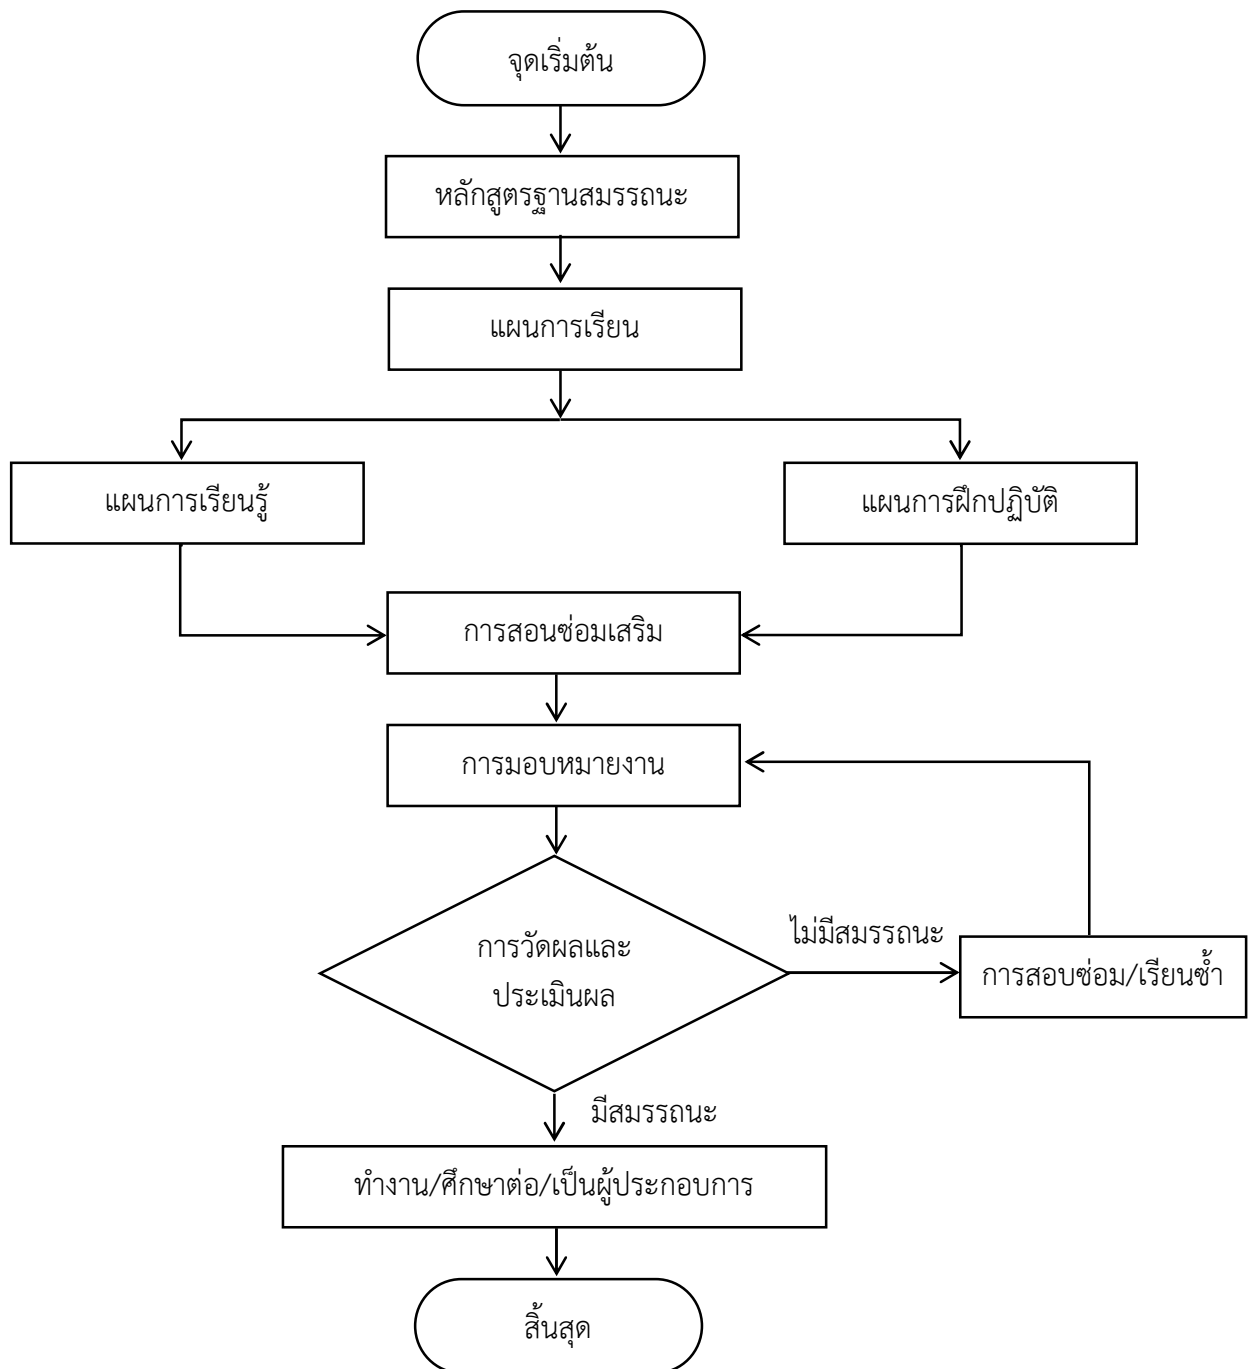 จุดเริ่มต้น
หลักสูตรฐานสมรรถนะ
แผนการเรียน
แผนการเรียนรู้
แผนการฝึกปฏิบัติ
การสอนซ่อมเสริม
การมอบหมายงาน
การวัดผลและ
ประเมินผล
ไม่มีสมรรถนะ
การสอบซ่อม/เรียนซ้ำ
มีสมรรถนะ
ทำงาน/ศึกษาต่อ/เป็นผู้ประกอบการ
สิ้นสุด